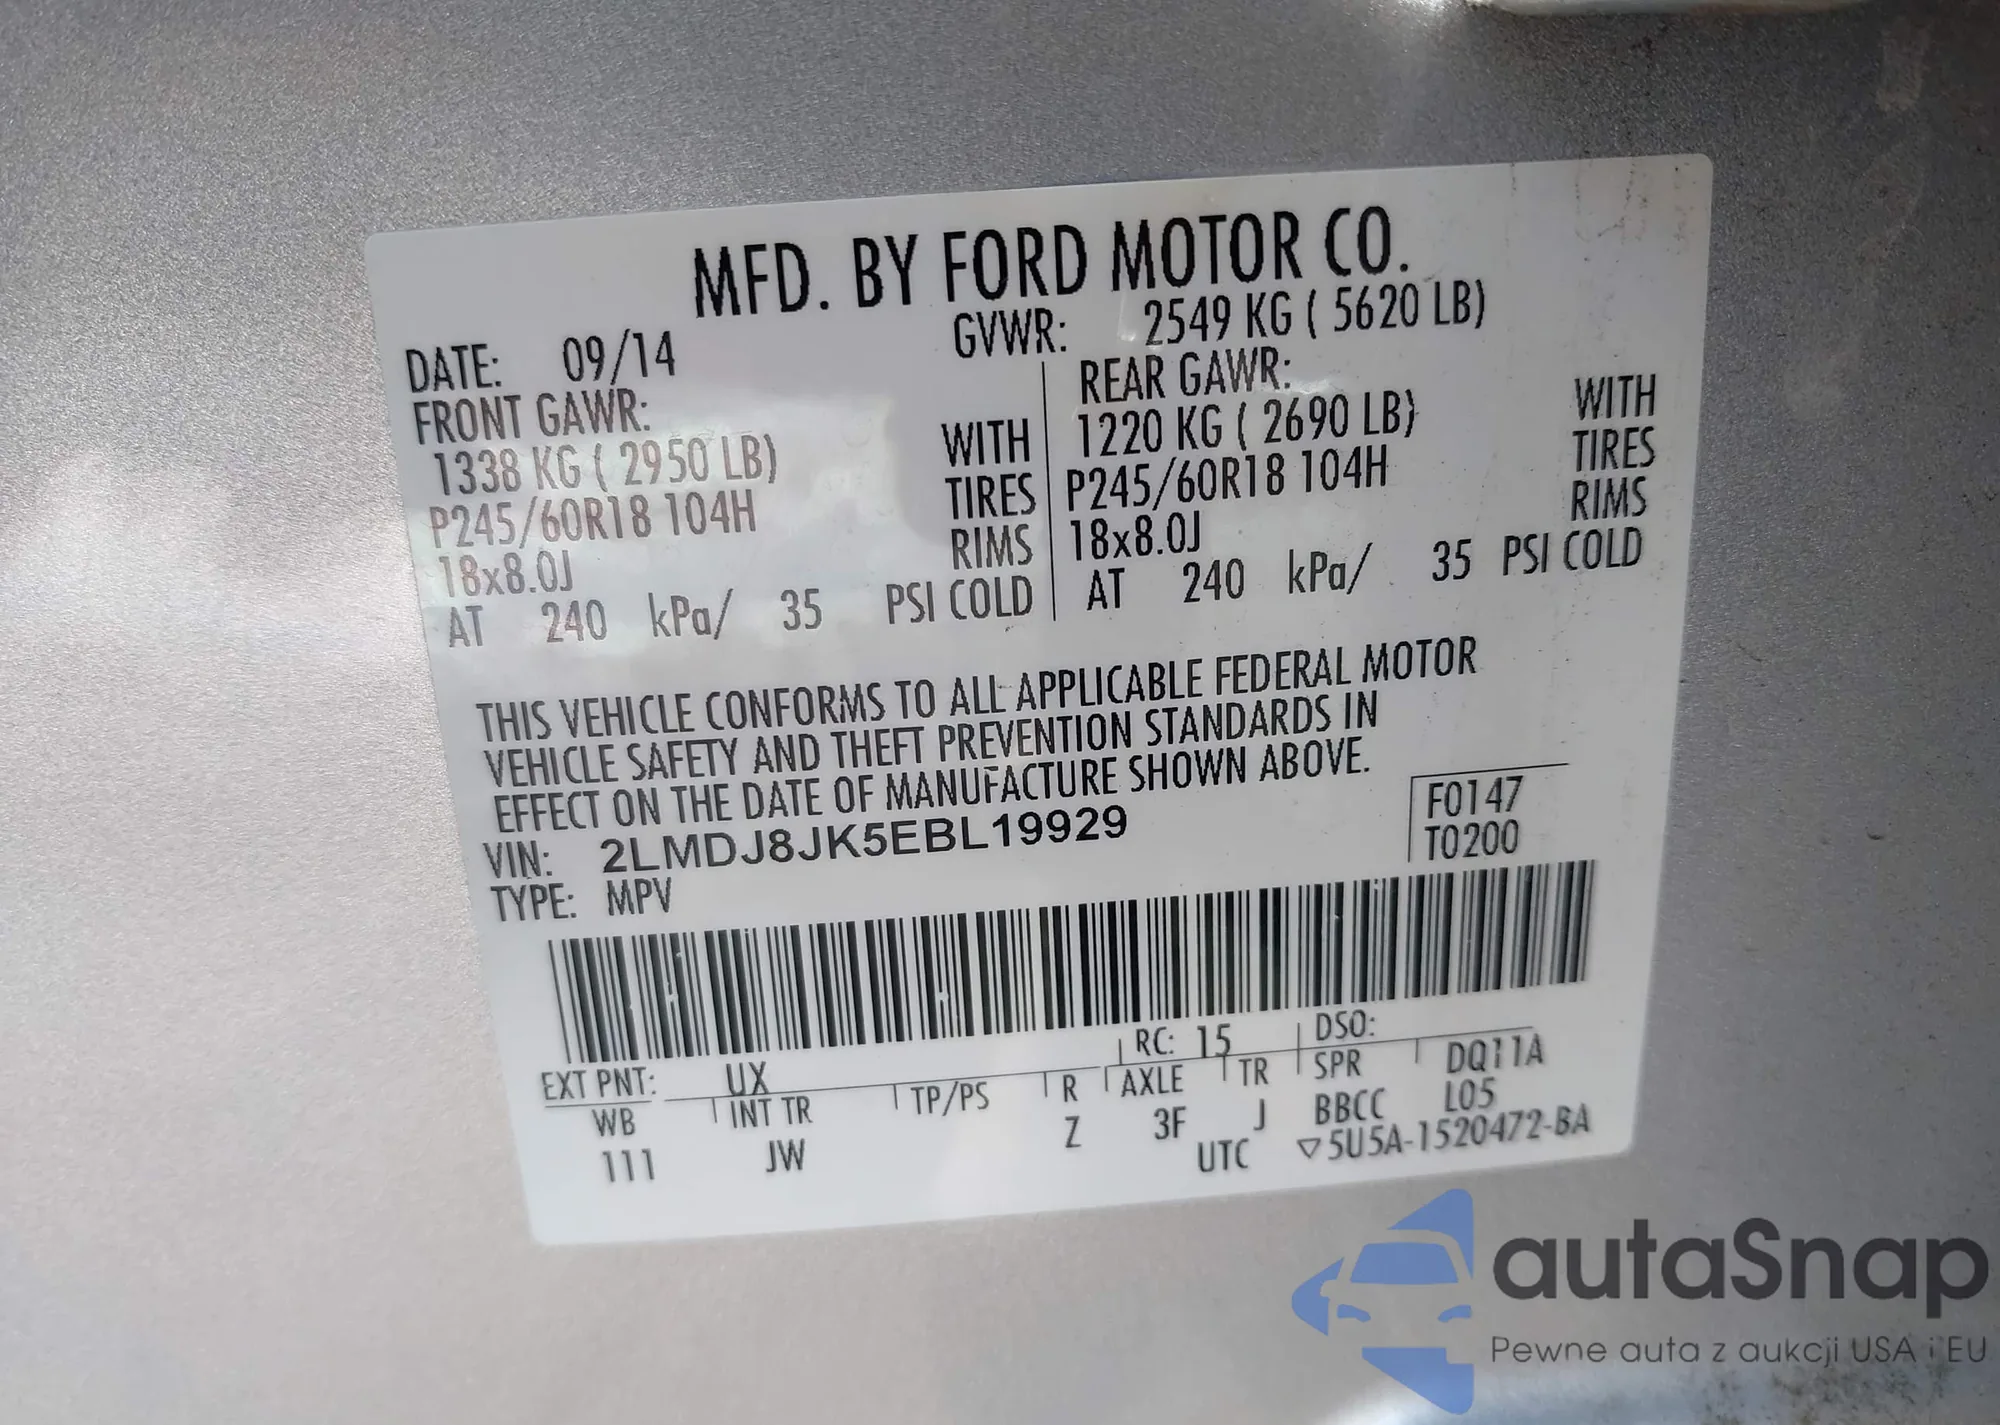 MFD. BY FORD MOTOR CO.
DATE: 09/14 GVWR: 2549 KG ( 5620 LB)
FRONT GAWR: REAR GAWR:
1338 KG ( 2950 LB) WITH 1220 KG ( 2690 LB) WITH
P245/60R18 104H TIRES P245/60R18 104H TIRES
18x8.0J RIMS 18x8.0J RIMS
AT 240 kPa/ 35 PSI COLD AT 240 kPa/ 35 PSI COLD
THIS VEHICLE CONFORMS TO ALL APPLICABLE FEDERAL MOTOR
VEHICLE SAFETY AND THEFT PREVENTION STANDARDS IN
EFFECT ON THE DATE OF MANUFACTURE SHOWN ABOVE.
VIN: 2LMDJ8JK5EBL19929 F0147
TYPE: MPV T0200
EXT PNT: UX RC: 15 DSO:
WB INT TR TP/PS R AXLE TR SPR DQ11A
111 JW Z 3F J BBCC L05
UTC ▽5U5A-1520472-BA
autaSnap
Pewne auta z aukcji USA i EU